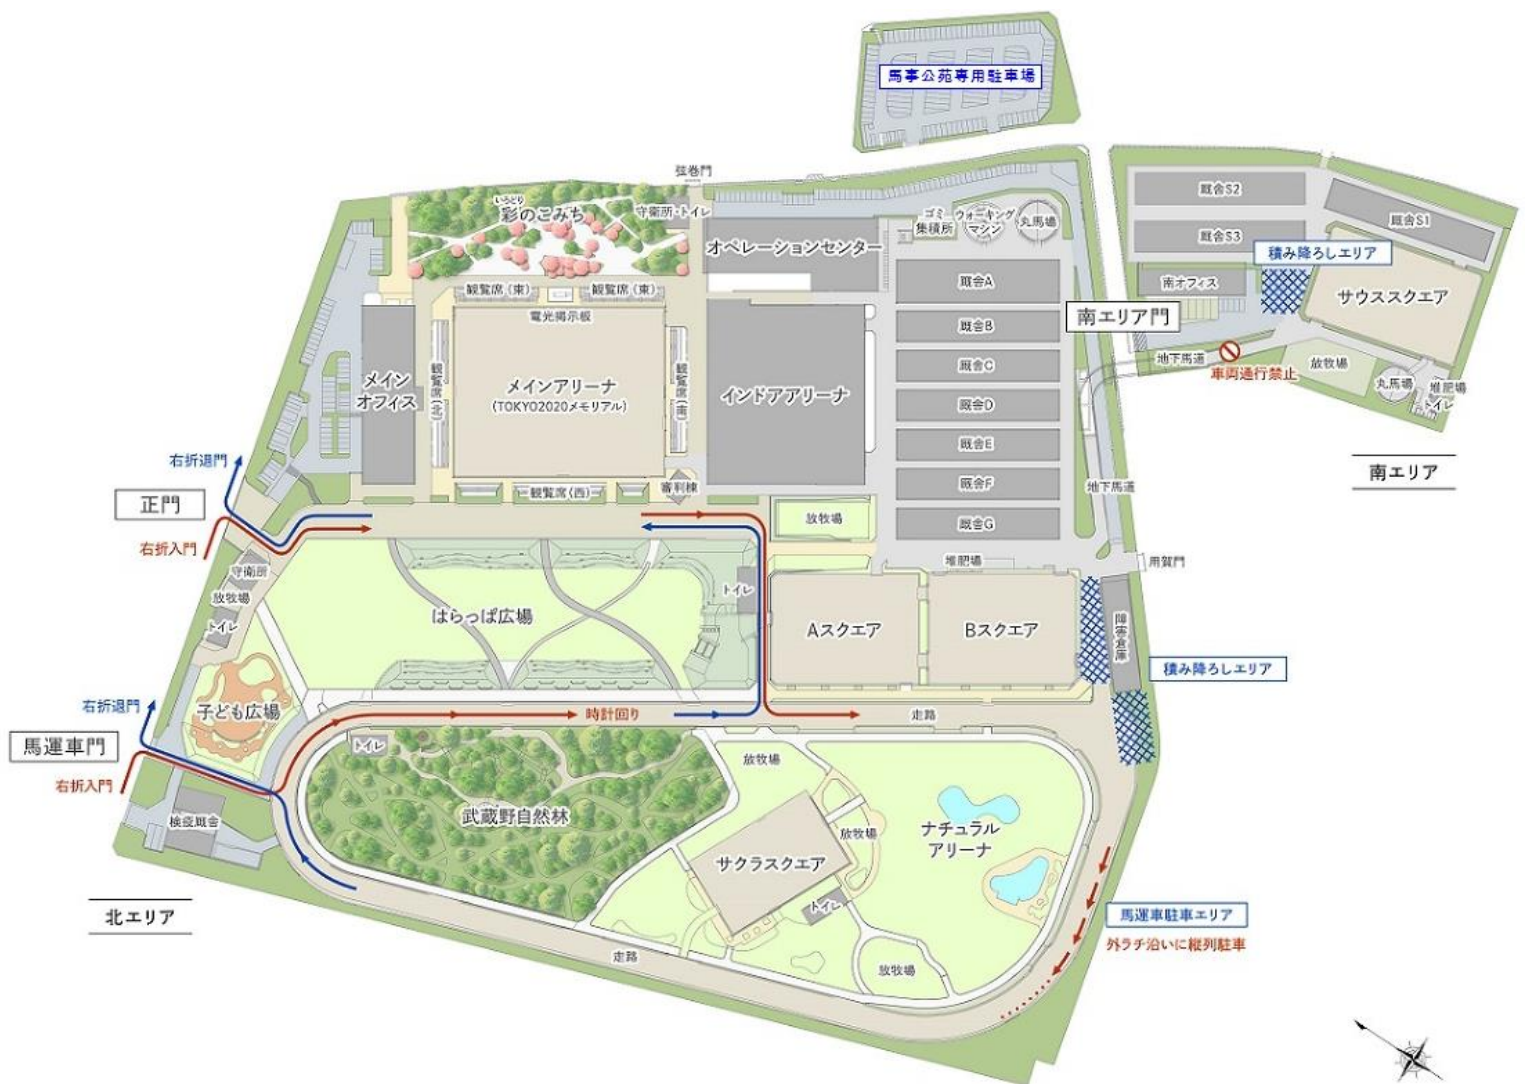 馬事公苑専用駐車場
弦巻門
いろどり
彩のこみち
守衛所・トイレ
オペレーションセンター
ゴミ
集積所
ウォーキング
マシン
丸馬場
厩舎S2
厩舎S1
厩舎S3
積み降ろしエリア
南オフィス
サウススクエア
観覧席(東)
観覧席(東)
電光掲示板
厩舎A
厩舎B
厩舎C
厩舎D
厩舎E
厩舎F
厩舎G
南エリア門
地下馬道
車両通行禁止
放牧場
丸馬場
堆肥場
トイレ
南エリア
メイン
オフィス
観覧席(北)
メインアリーナ
(TOKYO2020メモリアル)
観覧席(南)
インドアアリーナ
観覧席(西)
審判棟
放牧場
地下馬道
右折退門
正門
右折入門
守衛所
放牧場
トイレ
はらっぱ広場
トイレ
堆肥場
用賀門
Aスクエア
Bスクエア
障害倉庫
積み降ろしエリア
子ども広場
右折退門
馬運車門
右折入門
時計回り
走路
トイレ
検疫厩舎
武蔵野自然林
放牧場
サクラスクエア
放牧場
ナチュラル
アリーナ
トイレ
放牧場
北エリア
走路
馬運車駐車エリア
外ラチ沿いに縦列駐車